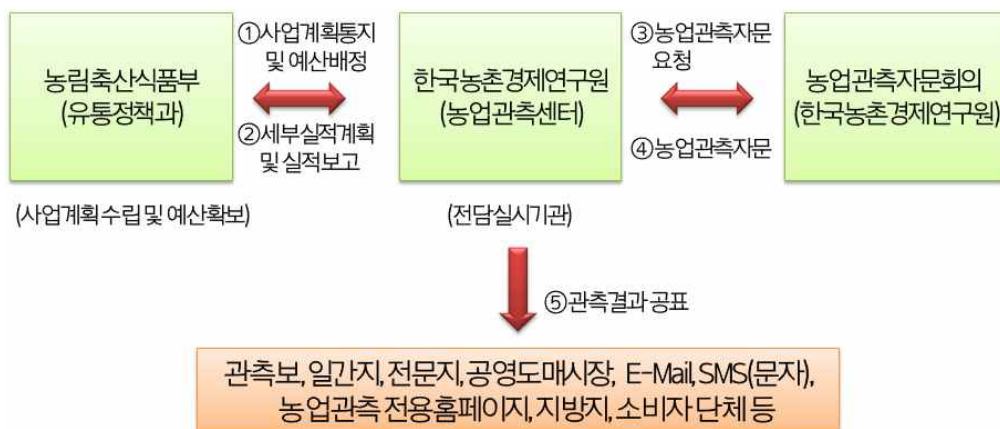 농림축산식품부
(유통정책과)
①사업계획통지
및 예산배정
②세부실적계획
및 실적보고
한국농촌경제연구원
(농업관측센터)
③농업관측자문
요청
④농업관측자문
농업관측자문회의
(한국농촌경제연구원)
(사업계획 수립 및 예산확보)
(전담실시기관)
⑤관측결과 공표
관측보, 일간지, 전문지, 공영도매시장, E-Mail, SMS(문자),
농업관측 전용홈페이지, 지방지, 소비자 단체 등